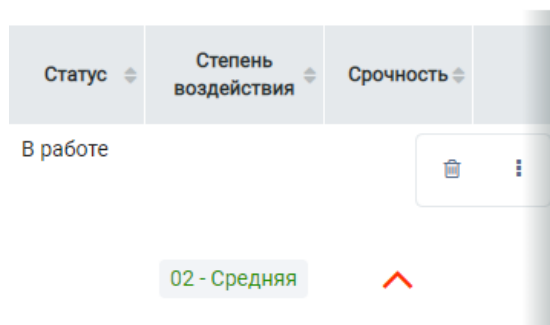 Статус
Степень
воздействия
Срочность
В работе
02 - Средняя